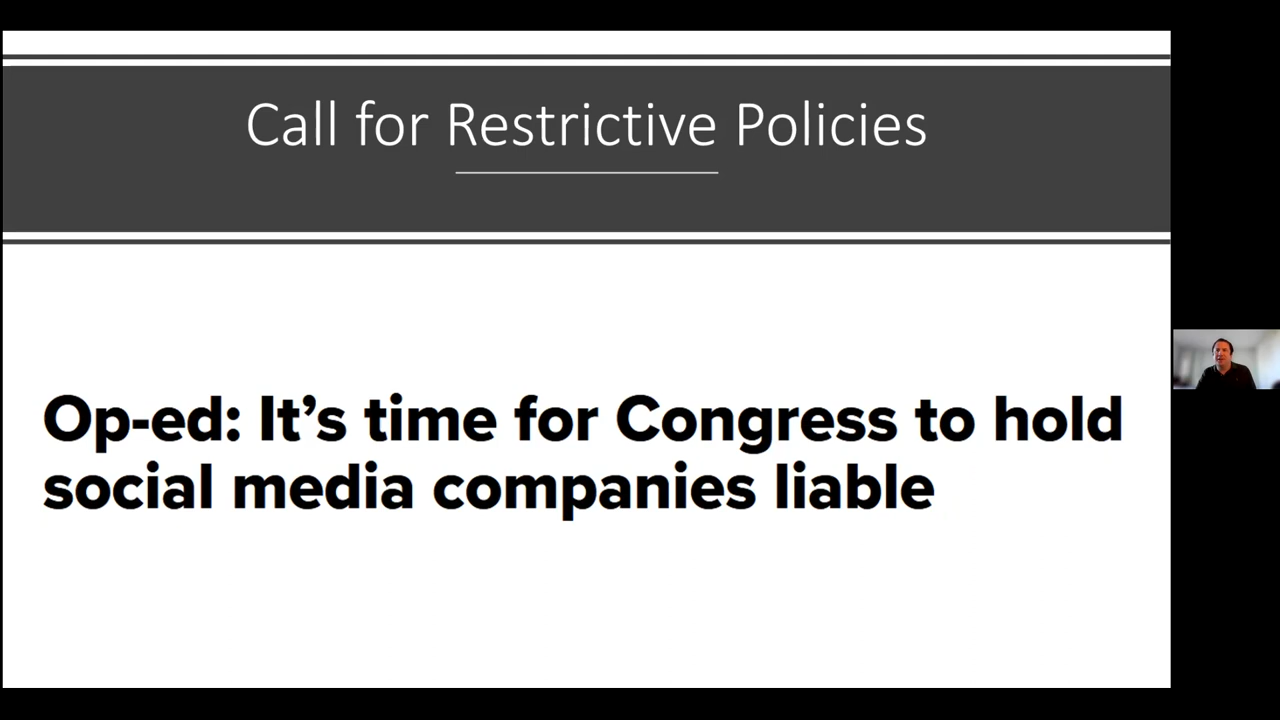 Call for Restrictive Policies
Op-ed: It’s time for Congress to hold
social media companies liable